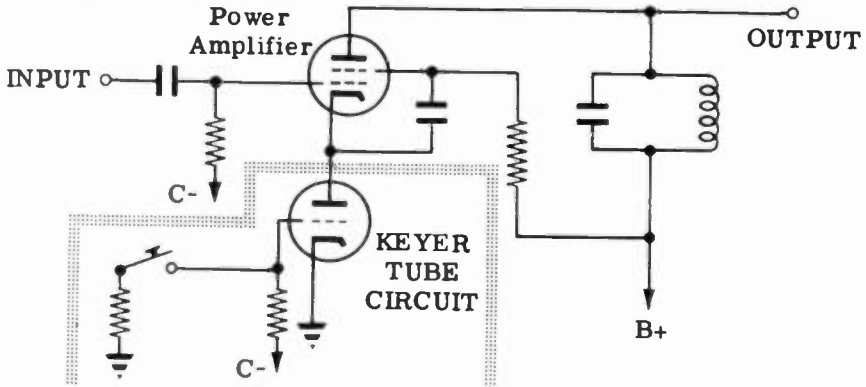 Power
Amplifier
OUTPUT
INPUT
C-
KEYER
TUBE
CIRCUIT
C-
B+